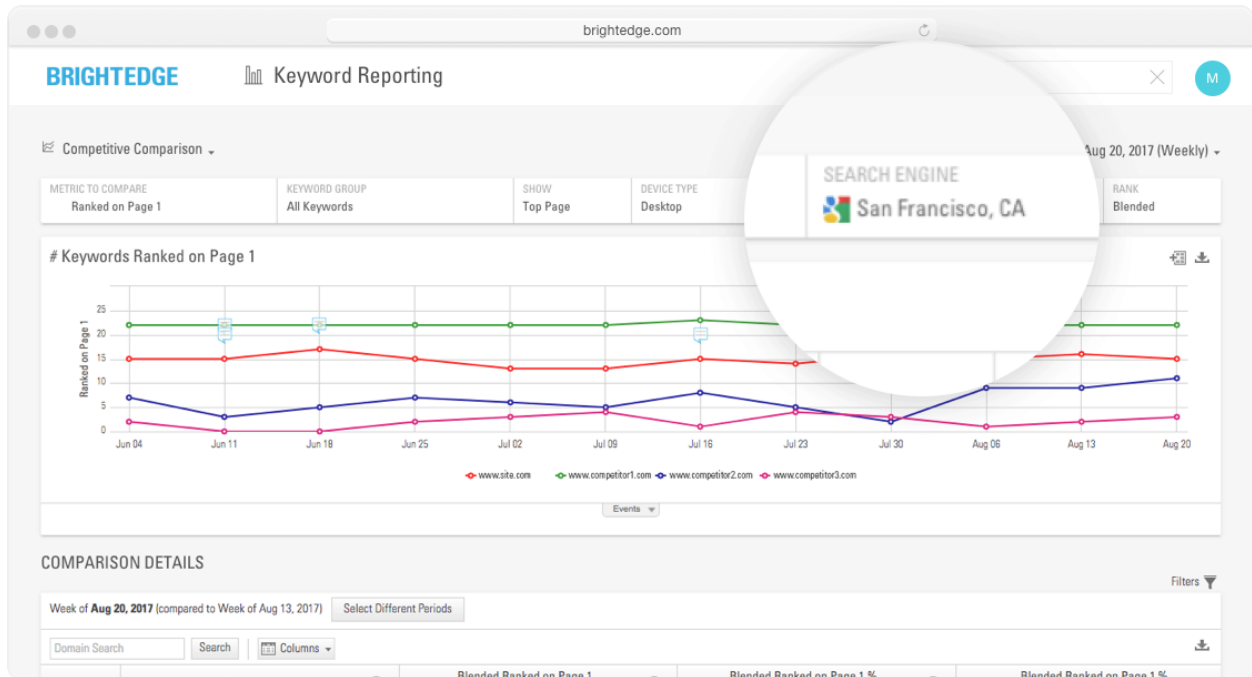 brightedge.com
BRIGHTEDGE
Keyword Reporting
M
Competitive Comparison
Aug 20, 2017 (Weekly)
METRIC TO COMPARE
Ranked on Page 1
KEYWORD GROUP
All Keywords
SHOW
Top Page
DEVICE TYPE
Desktop
SEARCH ENGINE
San Francisco, CA
RANK
Blended
# Keywords Ranked on Page 1
Ranked on Page 1
25
20
15
10
5
0
Jun 04 Jun 11 Jun 18 Jun 25 Jul 02 Jul 09 Jul 16 Jul 23 Jul 30 Aug 06 Aug 13 Aug 20
www.site.com www.competitor1.com www.competitor2.com www.competitor3.com
Events
COMPARISON DETAILS
Filters
Week of Aug 20, 2017 (compared to Week of Aug 13, 2017) Select Different Periods
Domain Search Search Columns
Blended Ranked on Page 1 Blended Ranked on Page 1 % Blended Ranked on Page 1 %